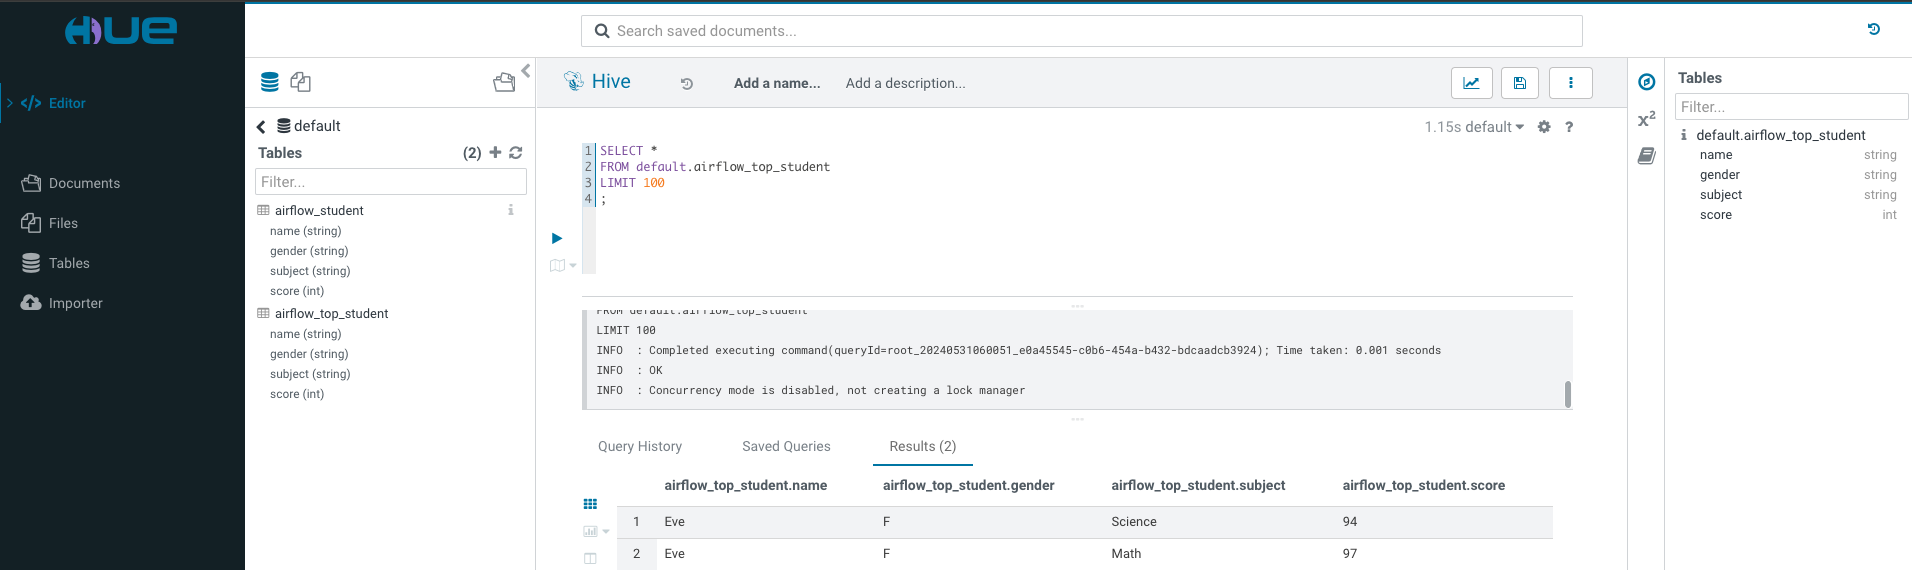 HUE
Search saved documents...
Editor
Documents
Files
Tables
Importer
default
Tables
(2)
Filter...
airflow_student
name (string)
gender (string)
subject (string)
score (int)
airflow_top_student
name (string)
gender (string)
subject (string)
score (int)
Hive
Add a name...
Add a description...
1.15s default
?
1 SELECT *
2 FROM default.airflow_top_student
3 LIMIT 100
4 ;
FROM default.airflow_top_student
LIMIT 100
INFO : Completed executing command(queryId=root_20240531060051_e0a45545-c0b6-454a-b432-bdcaadcb3924); Time taken: 0.001 seconds
INFO : OK
INFO : Concurrency mode is disabled, not creating a lock manager
Query History Saved Queries Results (2)
airflow_top_student.name airflow_top_student.gender airflow_top_student.subject airflow_top_student.score
1 Eve F Science 94
2 Eve F Math 97
x²
Tables
Filter...
default.airflow_top_student
name string
gender string
subject string
score int